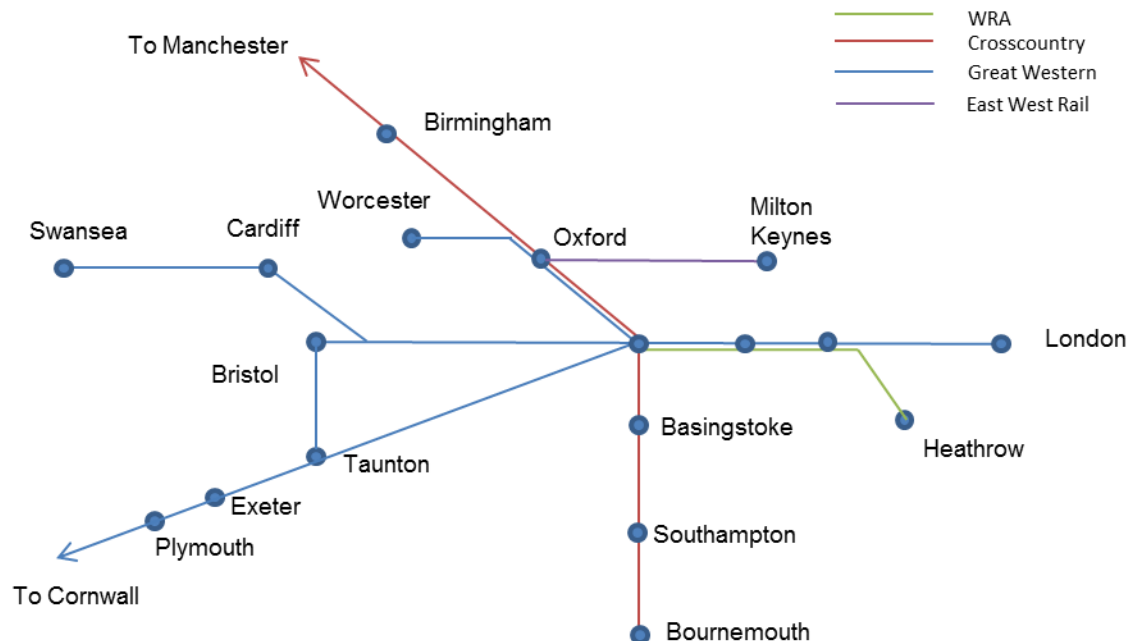 WRA
To Manchester
Crosscountry
Great Western
East West Rail
Birmingham
Worcester
Milton
Keynes
Swansea
Cardiff
Oxford
London
Bristol
Basingstoke
Heathrow
Taunton
Exeter
Southampton
Plymouth
To Cornwall
Bournemouth